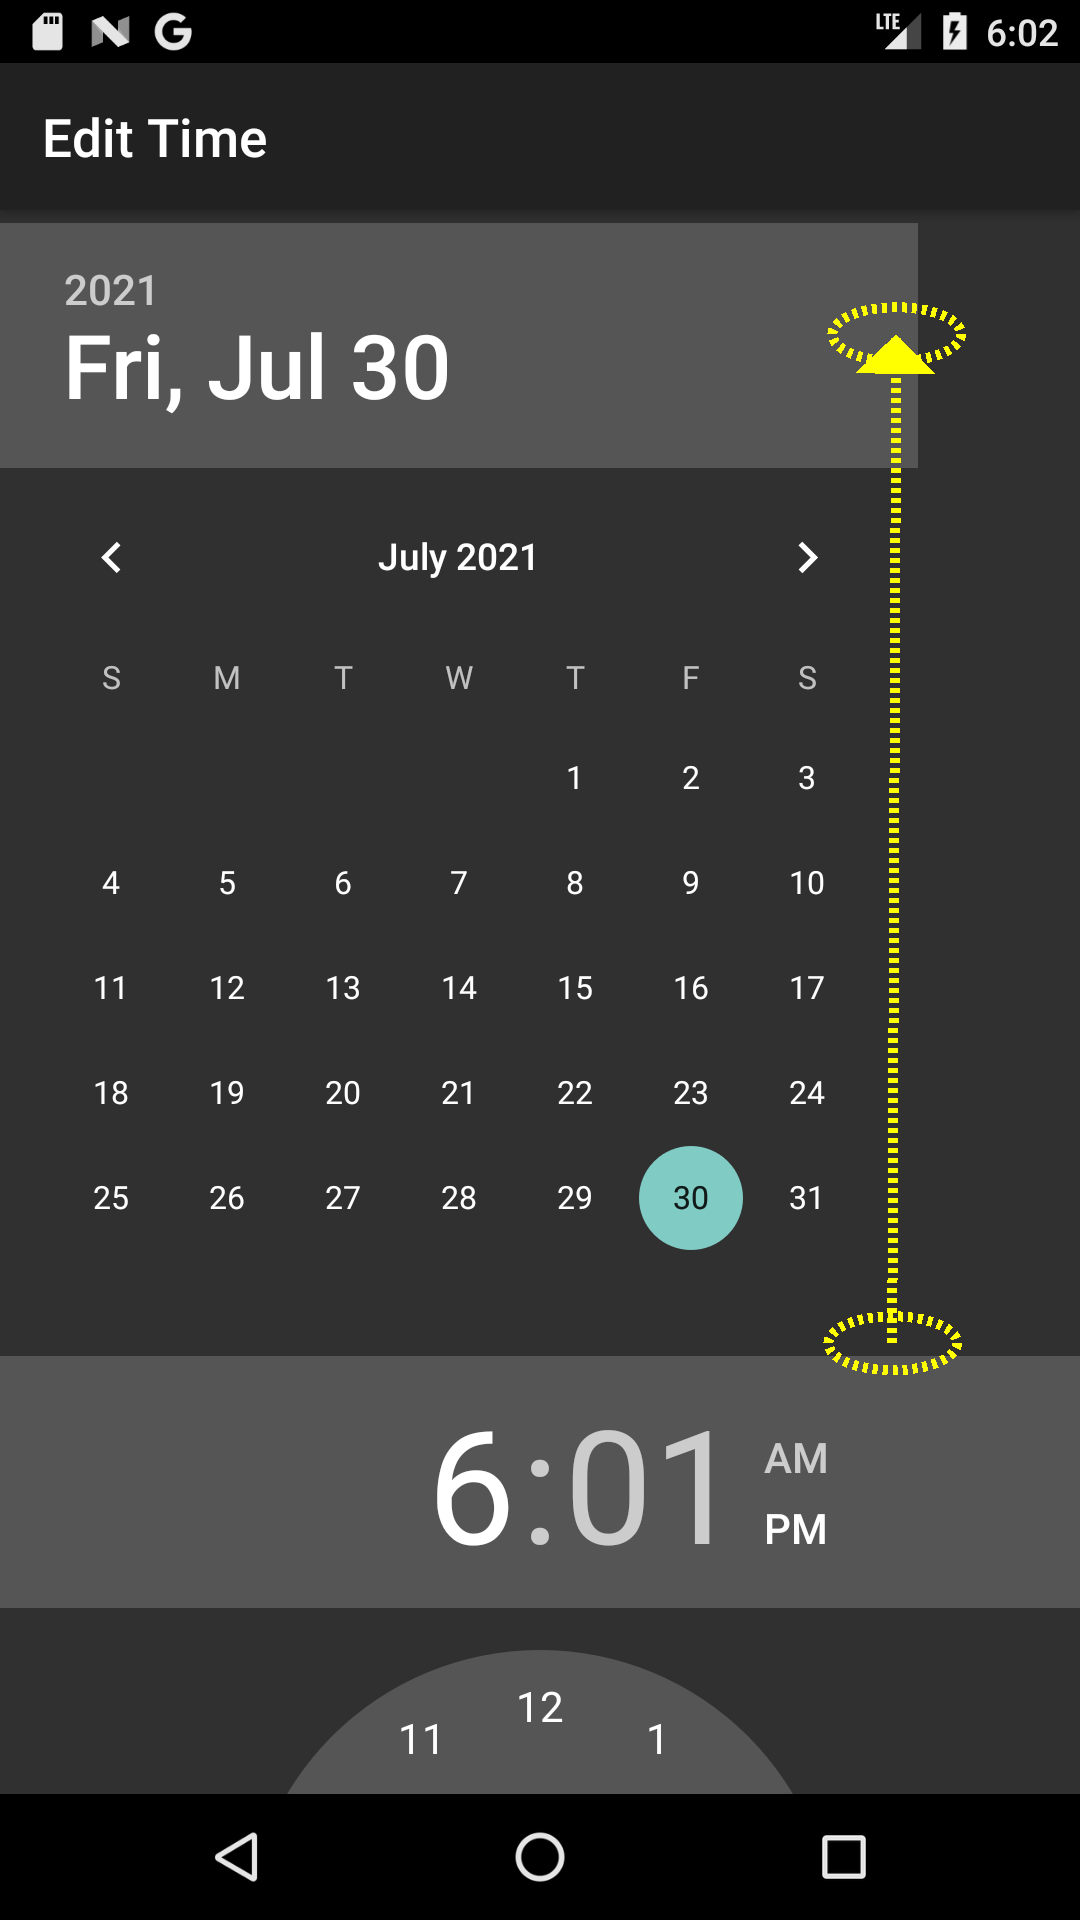 LTE 6:02
Edit Time
2021
Fri, Jul 30
July 2021
S M T W T F S
1 2 3
4 5 6 7 8 9 10
11 12 13 14 15 16 17
18 19 20 21 22 23 24
25 26 27 28 29 30 31
6:01 AM
PM
11 12 1